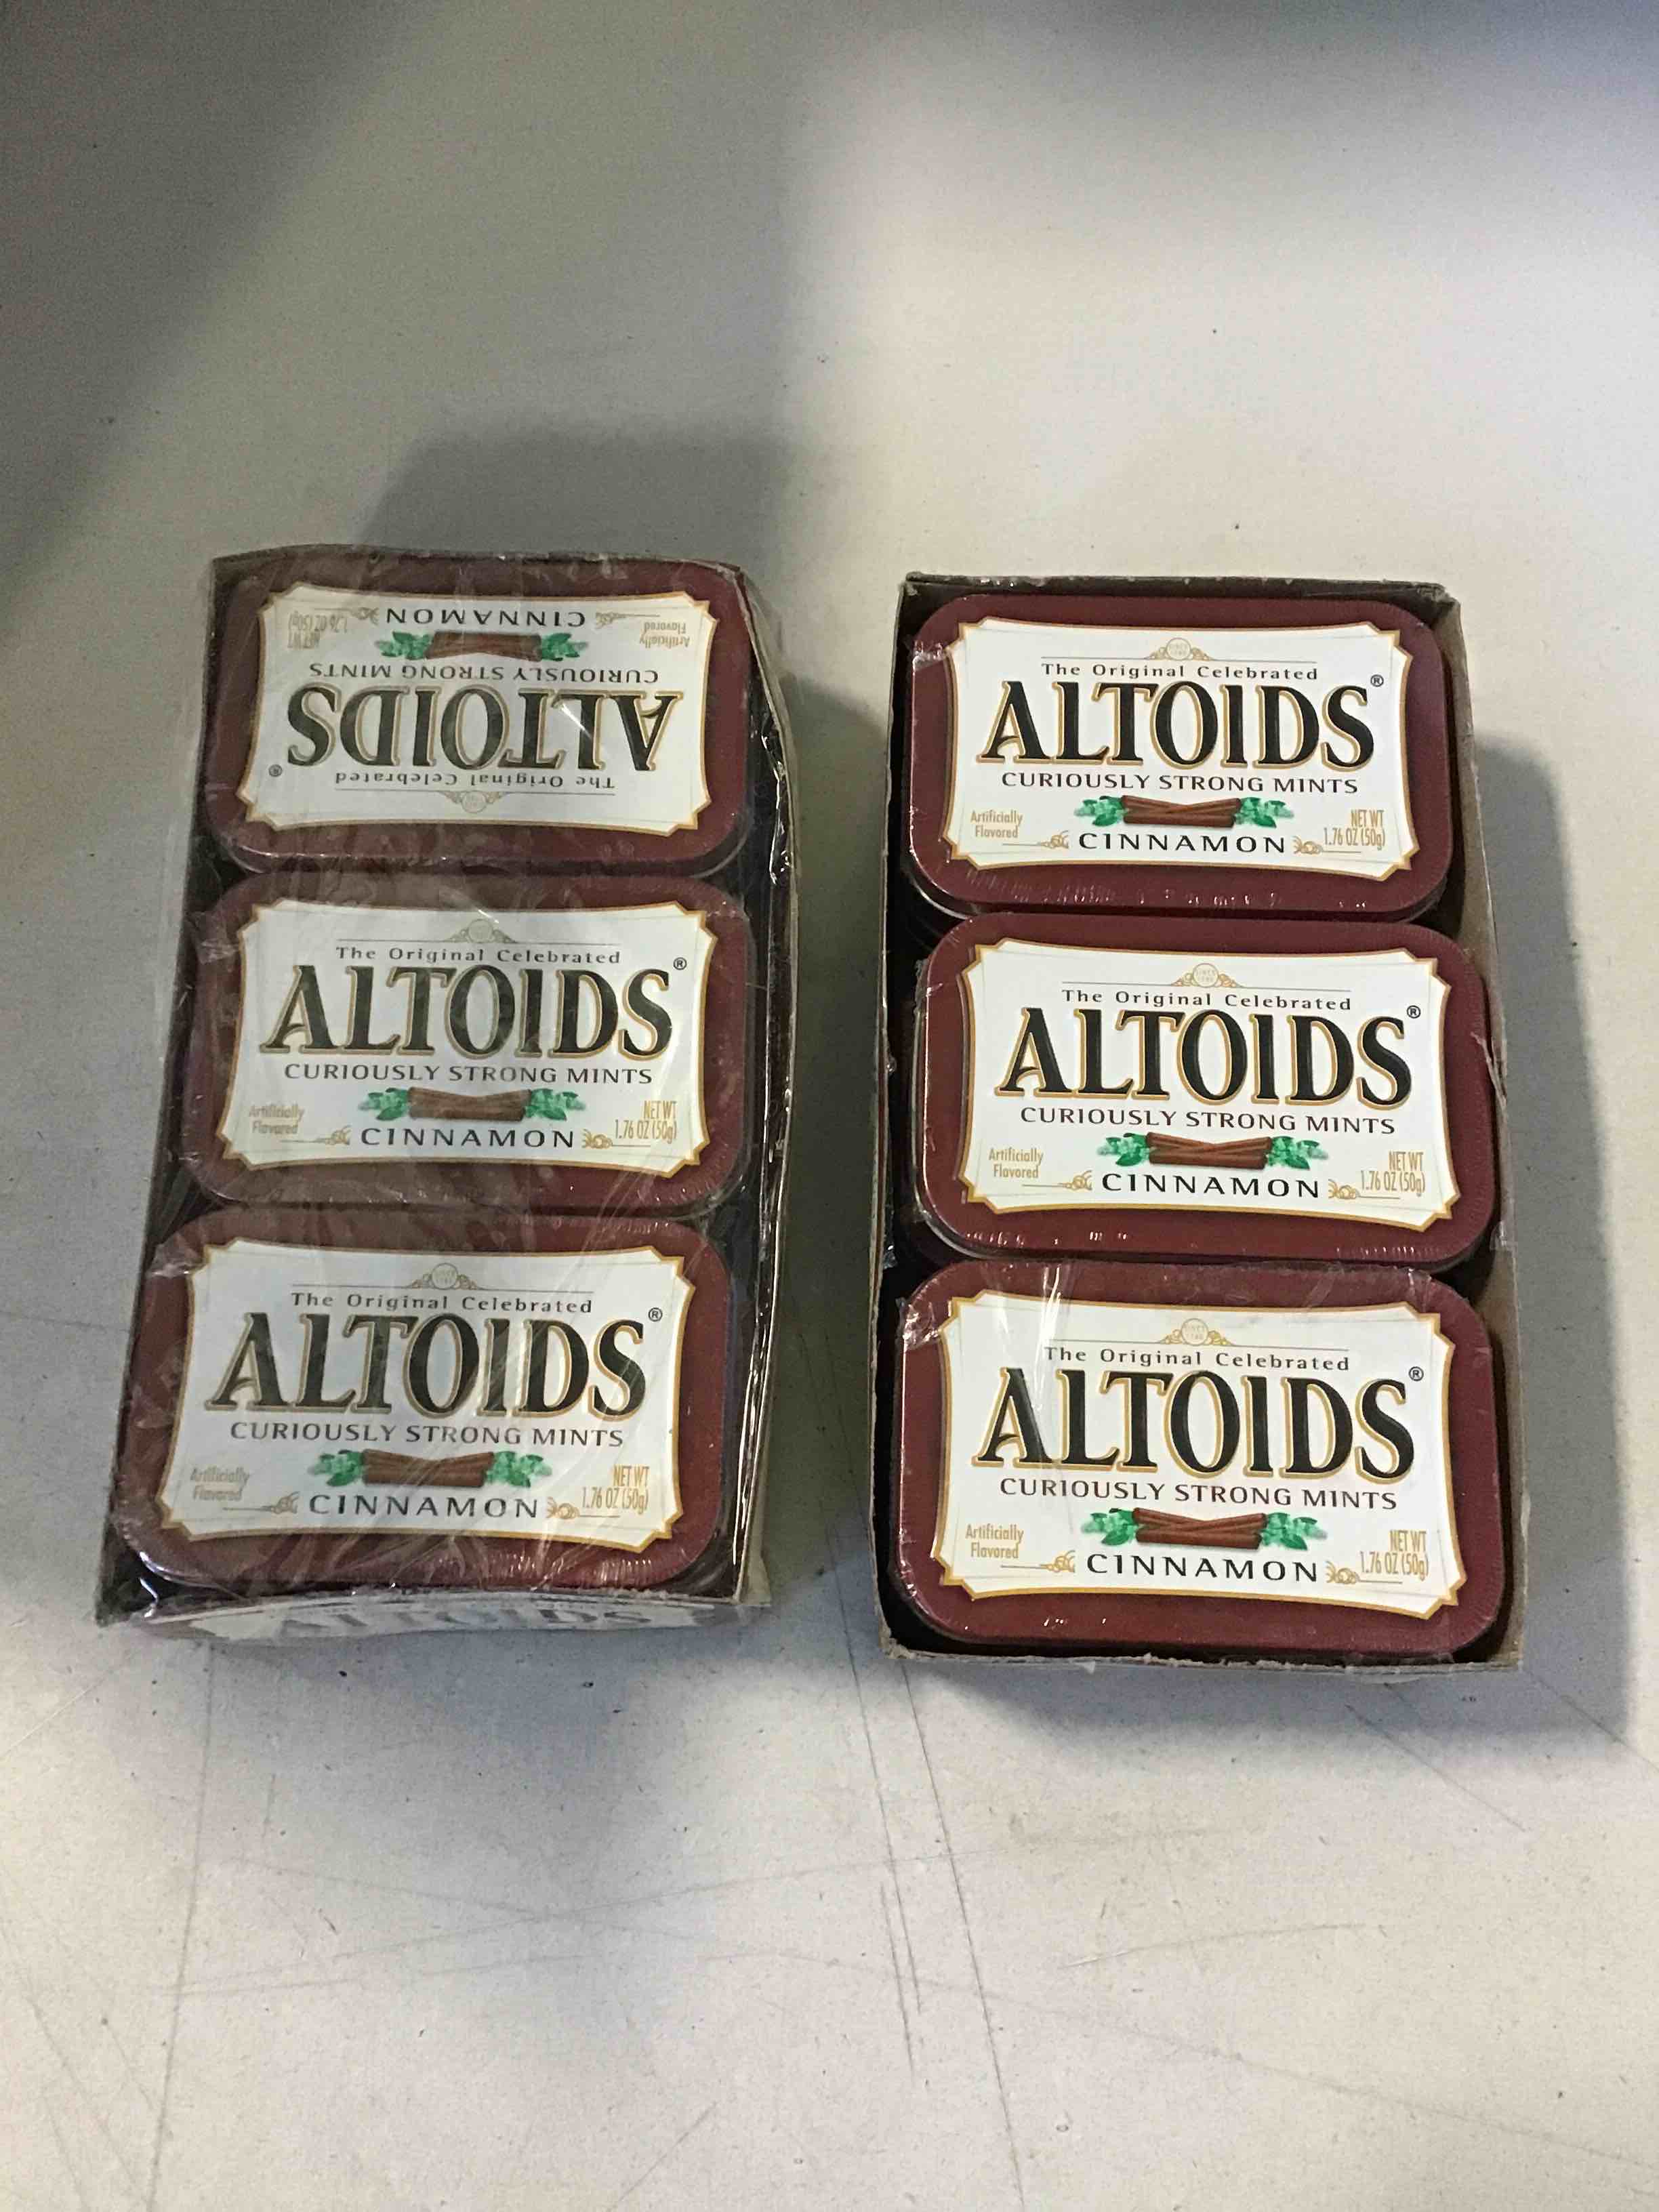 The Original Celebrated
ALTOIDS®
CURIOUSLY STRONG MINTS
Artificially
Flavored
CINNAMON
NET WT
1.76 OZ (50g)
The Original Celebrated
ALTOIDS®
CURIOUSLY STRONG MINTS
Artificially
Flavored
CINNAMON
NET WT
1.76 OZ (50g)
The Original Celebrated
ALTOIDS®
CURIOUSLY STRONG MINTS
Artificially
Flavored
CINNAMON
NET WT
1.76 OZ (50g)
ALTOIDS
The Original Celebrated
ALTOIDS®
CURIOUSLY STRONG MINTS
Artificially
Flavored
CINNAMON
NET WT
1.76 OZ (50g)
The Original Celebrated
ALTOIDS®
CURIOUSLY STRONG MINTS
Artificially
Flavored
CINNAMON
NET WT
1.76 OZ (50g)
The Original Celebrated
ALTOIDS®
CURIOUSLY STRONG MINTS
Artificially
Flavored
CINNAMON
NET WT
1.76 OZ (50g)